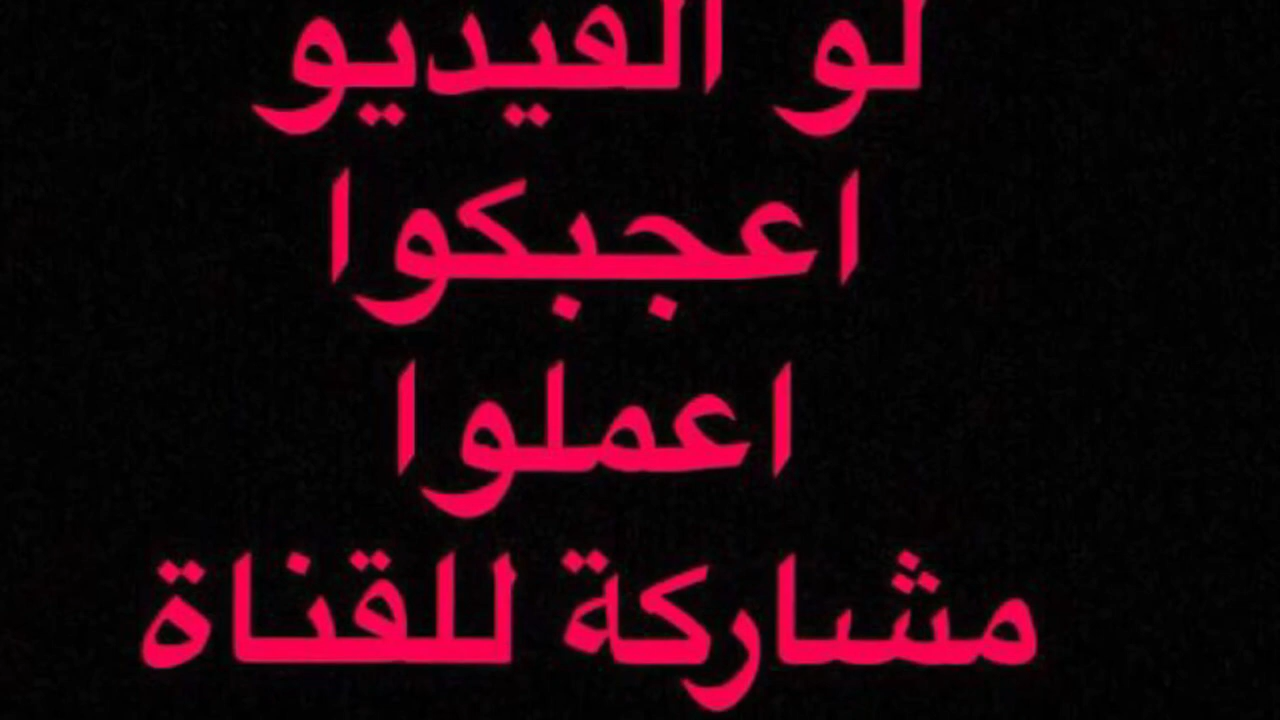 لو الفيديو
اعجبكوا
اعملوا
مشاركة للقناة